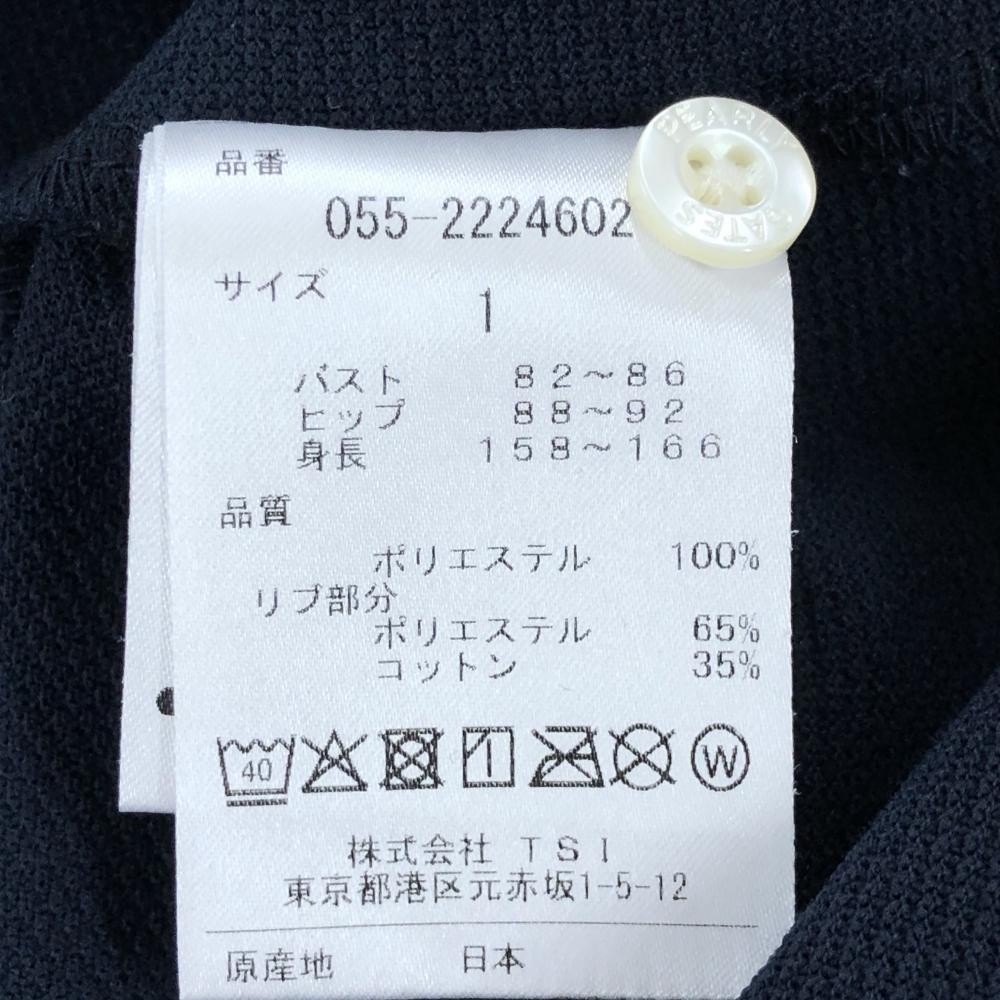 品番
055-2224602
PEARLY
GATES
サイズ
1
バスト 82～86
ヒップ 88～92
身長 158～166
品質
ポリエステル 100%
リブ部分
ポリエステル 65%
コットン 35%
40 1 W
株式会社 TSI
東京都港区元赤坂1-5-12
原産地 日本